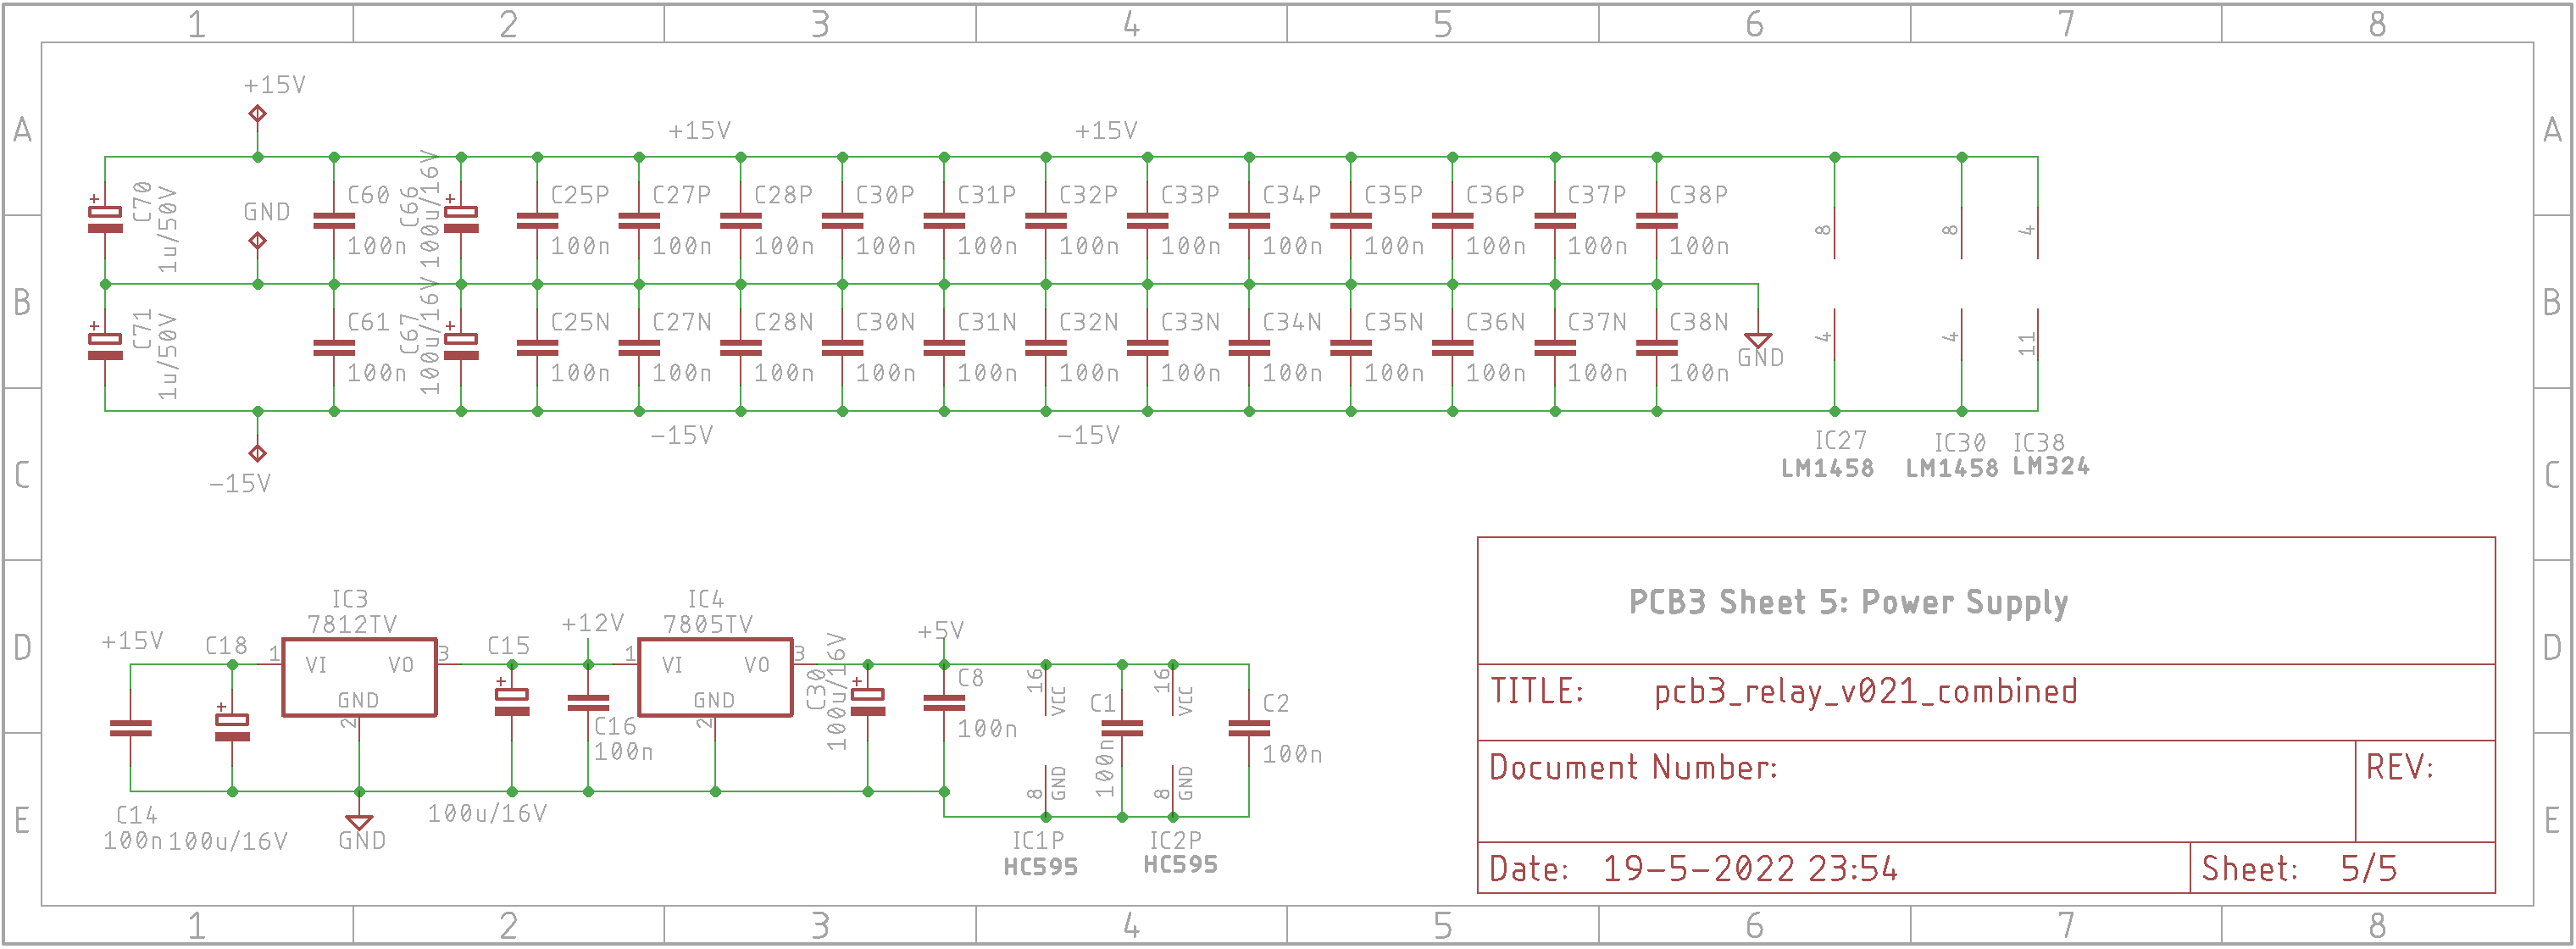 1 2 3 4 5 6 7 8
A A
B B
C C
D D
E E
+15V
+15V +15V
GND
C70
1u/50V
C60
100n
C66
100u/16V
C25P
100n
C27P
100n
C28P
100n
C30P
100n
C31P
100n
C32P
100n
C33P
100n
C34P
100n
C35P
100n
C36P
100n
C37P
100n
C38P
100n
8
8
4
C71
1u/50V
C61
100n
C67
100u/16V
C25N
100n
C27N
100n
C28N
100n
C30N
100n
C31N
100n
C32N
100n
C33N
100n
C34N
100n
C35N
100n
C36N
100n
C37N
100n
C38N
100n
GND
4
4
11
-15V -15V
-15V
IC27
LM1458
IC30
LM1458
IC38
LM324
+15V
C14
100n
C18
100u/16V
IC3
7812TV
1 VI VO 3
GND
2
GND
C15
100u/16V
+12V
C16
100n
IC4
7805TV
1 VI VO 3
GND
2
C30
100u/16V
+5V
C8
100n
16 VCC
8 GND
IC1P
HC595
C1
100n
16 VCC
8 GND
IC2P
HC595
C2
100n
PCB3 Sheet 5: Power Supply
TITLE: pcb3_relay_v021_combined
Document Number:
REV:
Date: 19-5-2022 23:54
Sheet: 5/5
1 2 3 4 5 6 7 8